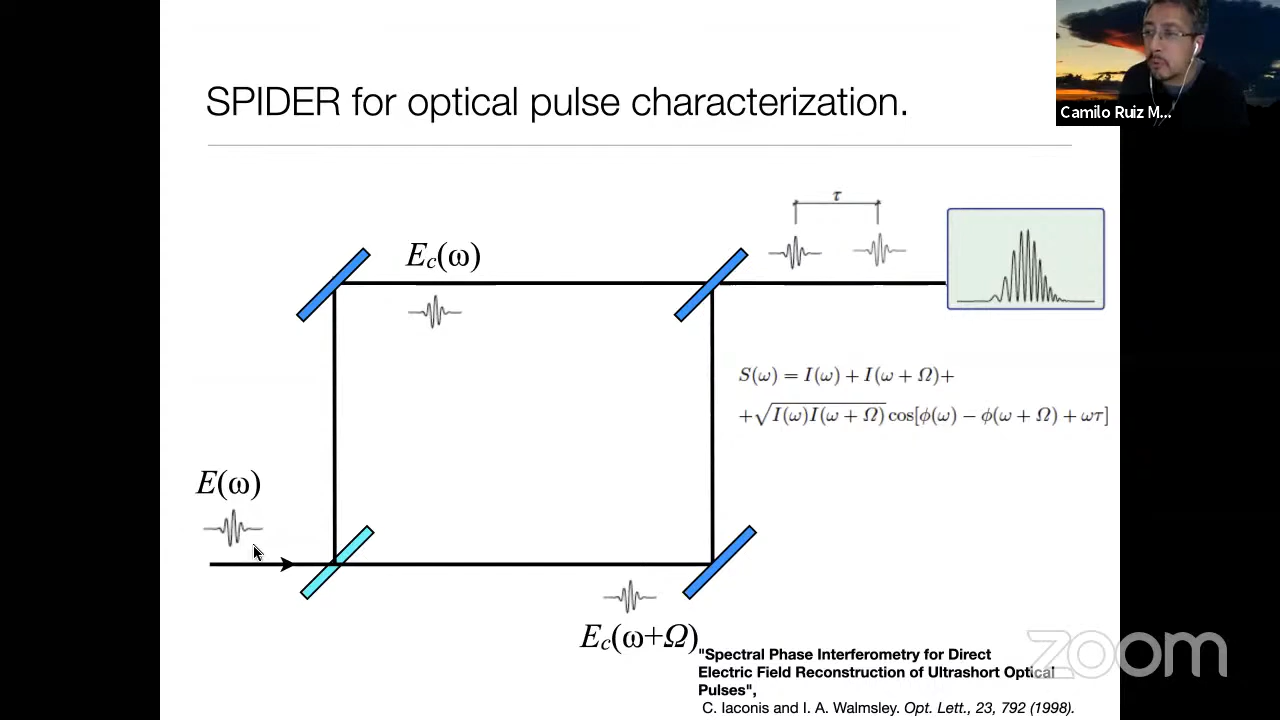 Camilo Ruiz M...
SPIDER for optical pulse characterization.
τ
E_c(ω)
S(ω) = I(ω) + I(ω + Ω)+
+√I(ω)I(ω + Ω) cos[ϕ(ω) − ϕ(ω + Ω) + ωτ]
E(ω)
E_c(ω+Ω)
"Spectral Phase Interferometry for Direct
Electric Field Reconstruction of Ultrashort Optical
Pulses",
C. Iaconis and I. A. Walmsley. Opt. Lett., 23, 792 (1998).
zoom